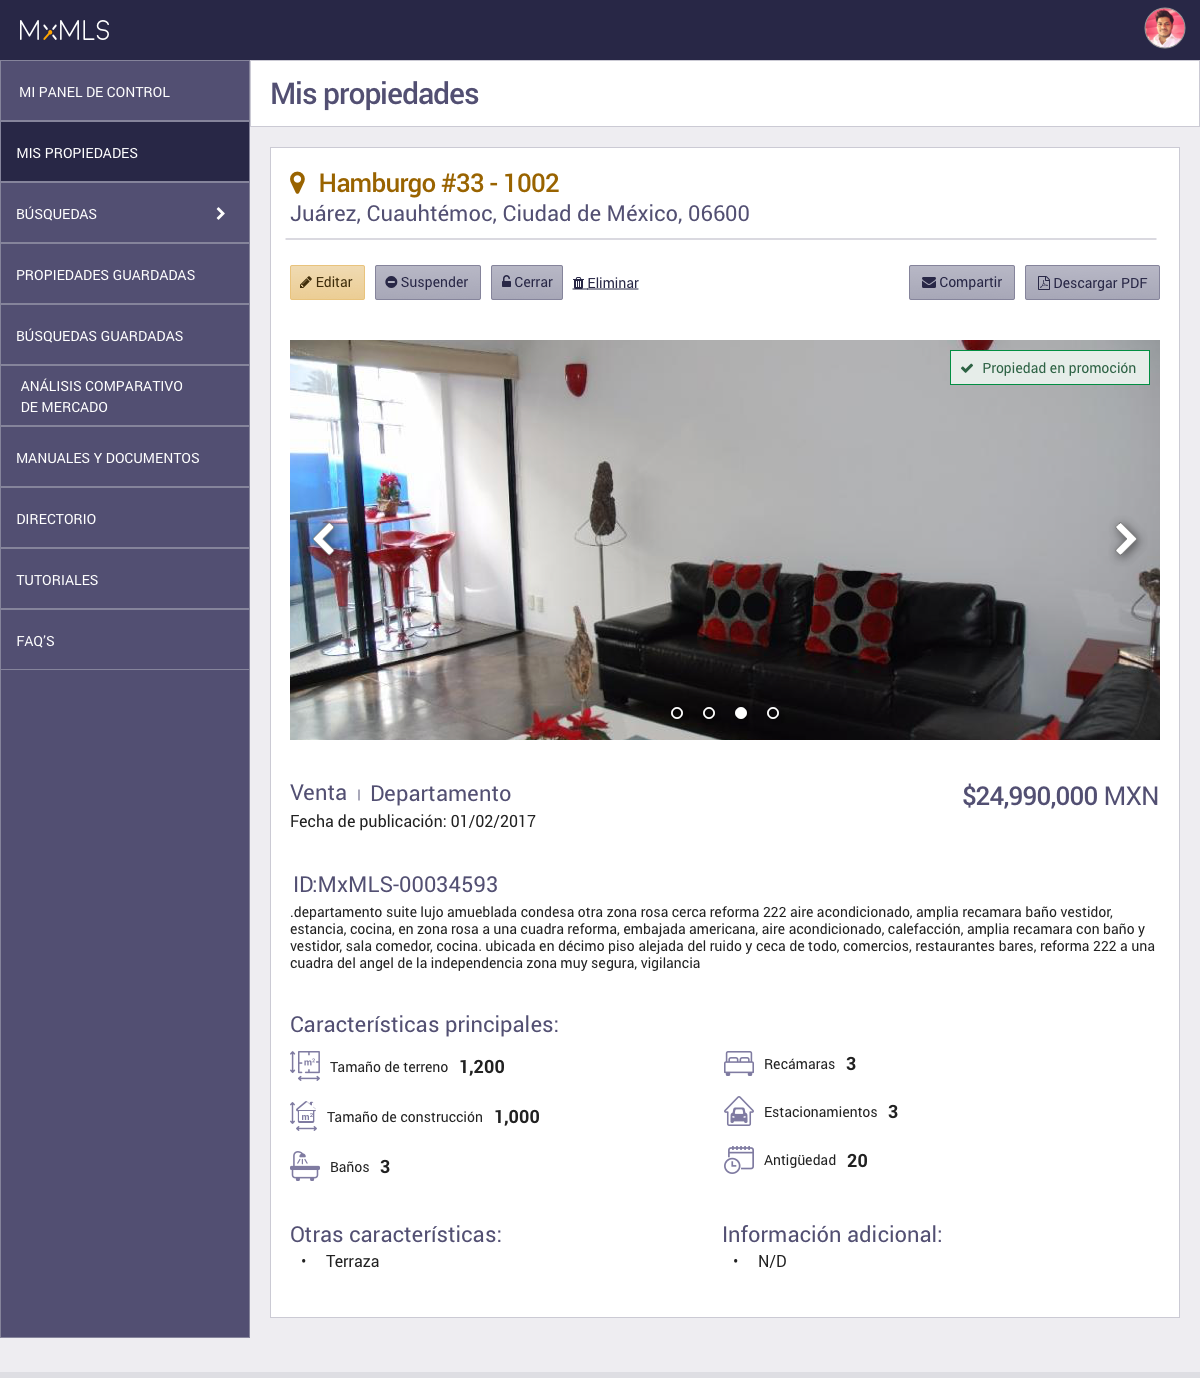 MxMLS
MI PANEL DE CONTROL
MIS PROPIEDADES
BÚSQUEDAS
PROPIEDADES GUARDADAS
BÚSQUEDAS GUARDADAS
ANÁLISIS COMPARATIVO
DE MERCADO
MANUALES Y DOCUMENTOS
DIRECTORIO
TUTORIALES
FAQ'S
Mis propiedades
Hamburgo #33 - 1002
Juárez, Cuauhtémoc, Ciudad de México, 06600
Editar Suspender Cerrar Eliminar Compartir Descargar PDF
Propiedad en promoción
Venta | Departamento $24,990,000 MXN
Fecha de publicación: 01/02/2017
ID:MxMLS-00034593
.departamento suite lujo amueblada condesa otra zona rosa cerca reforma 222 aire acondicionado, amplia recamara baño vestidor,
estancia, cocina, en zona rosa a una cuadra reforma, embajada americana, aire acondicionado, calefacción, amplia recamara con baño y
vestidor, sala comedor, cocina. ubicada en décimo piso alejada del ruido y ceca de todo, comercios, restaurantes bares, reforma 222 a una
cuadra del angel de la independencia zona muy segura, vigilancia
Características principales:
m² Tamaño de terreno 1,200
m² Tamaño de construcción 1,000
Baños 3
Recámaras 3
Estacionamientos 3
Antigüedad 20
Otras características:
• Terraza
Información adicional:
• N/D